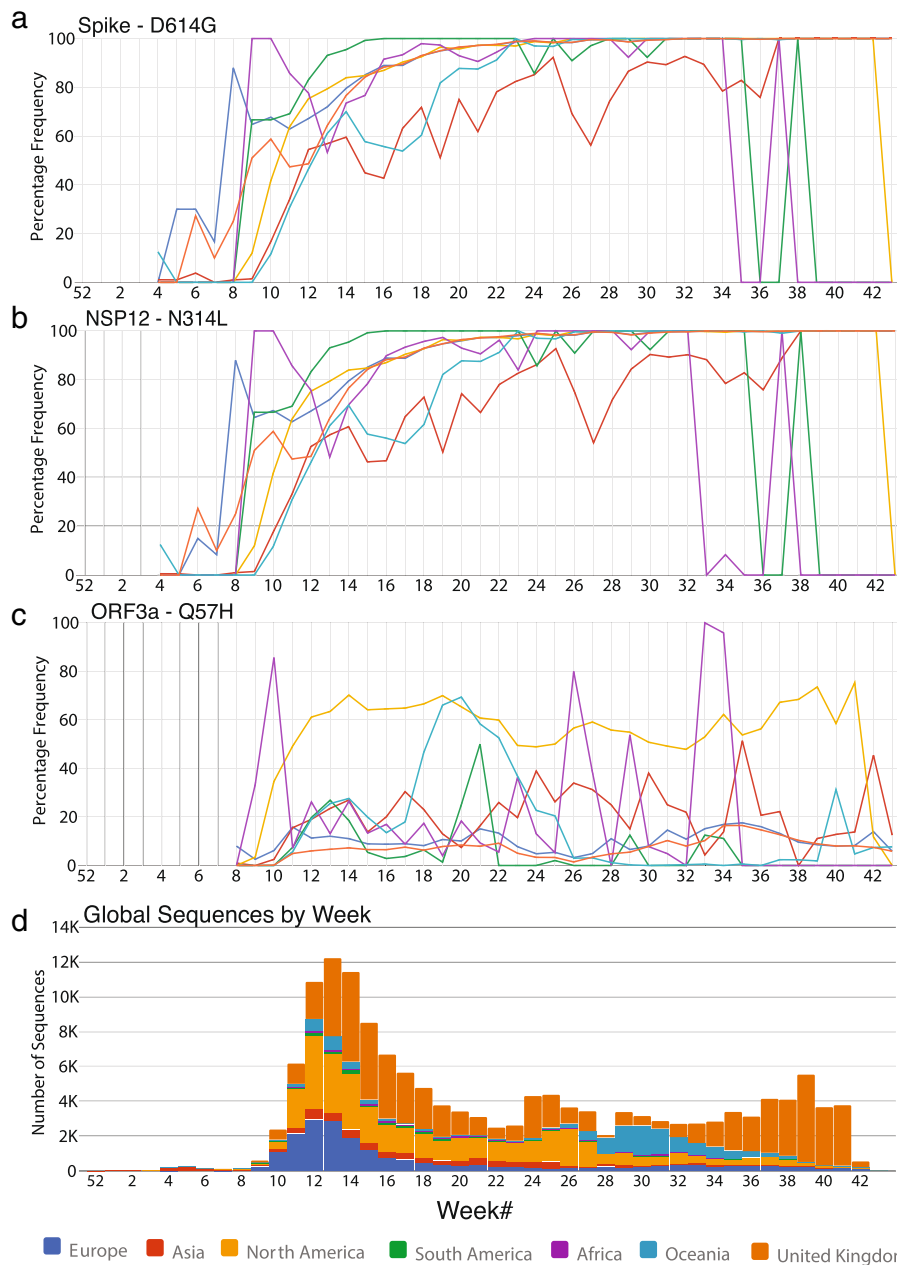 a
Spike - D614G
Percentage Frequency
100
80
60
40
20
0
52 2 4 6 8 10 12 14 16 18 20 22 24 26 28 30 32 34 36 38 40 42
b
NSP12 - N314L
Percentage Frequency
100
80
60
40
20
0
52 2 4 6 8 10 12 14 16 18 20 22 24 26 28 30 32 34 36 38 40 42
c
ORF3a - Q57H
Percentage Frequency
100
80
60
40
20
0
52 2 4 6 8 10 12 14 16 18 20 22 24 26 28 30 32 34 36 38 40 42
d
Global Sequences by Week
Number of Sequences
14K
12K
10K
8K
6K
4K
2K
0
52 2 4 6 8 10 12 14 16 18 20 22 24 26 28 30 32 34 36 38 40 42
Week#
Europe Asia North America South America Africa Oceania United Kingdo